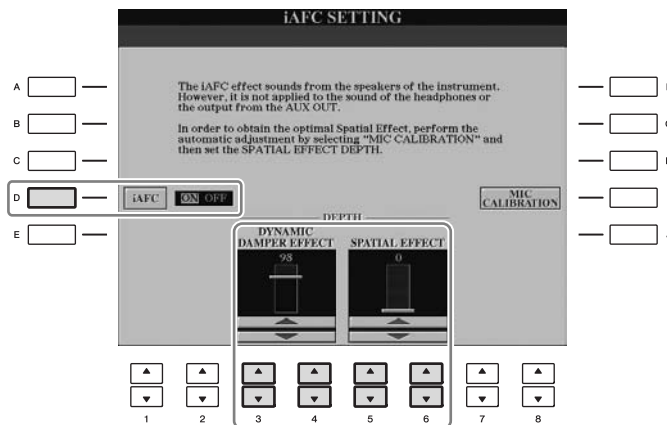 iAFC SETTING
The iAFC effect sounds from the speakers of the instrument.
However, it is not applied to the sound of the headphones or
the output from the AUX OUT.
In order to obtain the optimal Spatial Effect, perform the
automatic adjustment by selecting "MIC CALIBRATION" and
then set the SPATIAL EFFECT DEPTH.
A
B
C
D
E
iAFC ON OFF
MIC
CALIBRATION
DEPTH
DYNAMIC
DAMPER EFFECT
SPATIAL EFFECT
98
0
1 2 3 4 5 6 7 8